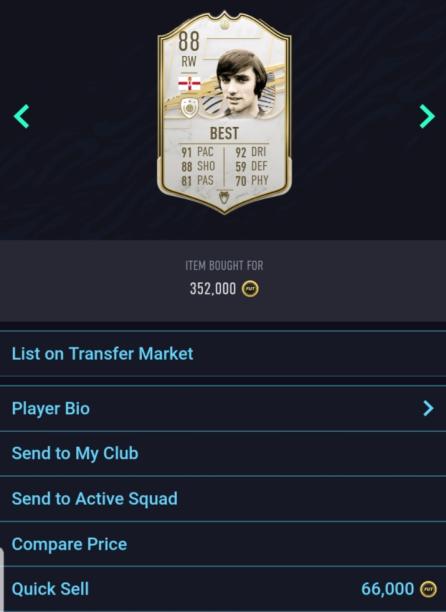 88
RW
BEST
91 PAC 92 DRI
88 SHO 59 DEF
81 PAS 70 PHY
ITEM BOUGHT FOR
352,000 FUT
List on Transfer Market
Player Bio
Send to My Club
Send to Active Squad
Compare Price
Quick Sell 66,000 FUT